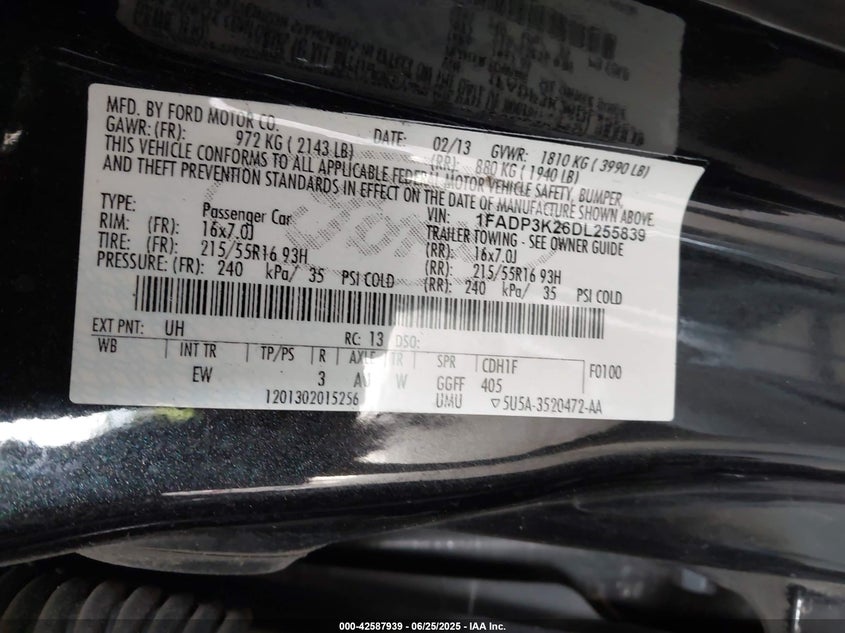 MFD. BY FORD MOTOR CO.
DATE: 02/13 GVWR: 1810 KG ( 3990 LB)
GAWR: (FR): 972 KG ( 2143 LB) (RR): 880 KG ( 1940 LB)
THIS VEHICLE CONFORMS TO ALL APPLICABLE FEDERAL MOTOR VEHICLE SAFETY, BUMPER,
AND THEFT PREVENTION STANDARDS IN EFFECT ON THE DATE OF MANUFACTURE SHOWN ABOVE.
VIN: 1FADP3K26DL255839
TYPE: Passenger Car TRAILER TOWING - SEE OWNER GUIDE
RIM: (FR): 16x7.0J (RR): 16x7.0J
TIRE: (FR): 215/55R16 93H (RR): 215/55R16 93H
PRESSURE: (FR): 240 kPa/ 35 PSI COLD (RR): 240 kPa/ 35 PSI COLD
EXT PNT: UH RC: 13 DSO:
WB INT TR TP/PS R AXLE TR SPR CDH1F F0100
EW 3 W GGFF 405
1201302015256 UMU ▽5U5A-3520472-AA
000-42587939 - 06/25/2025 - IAA Inc.